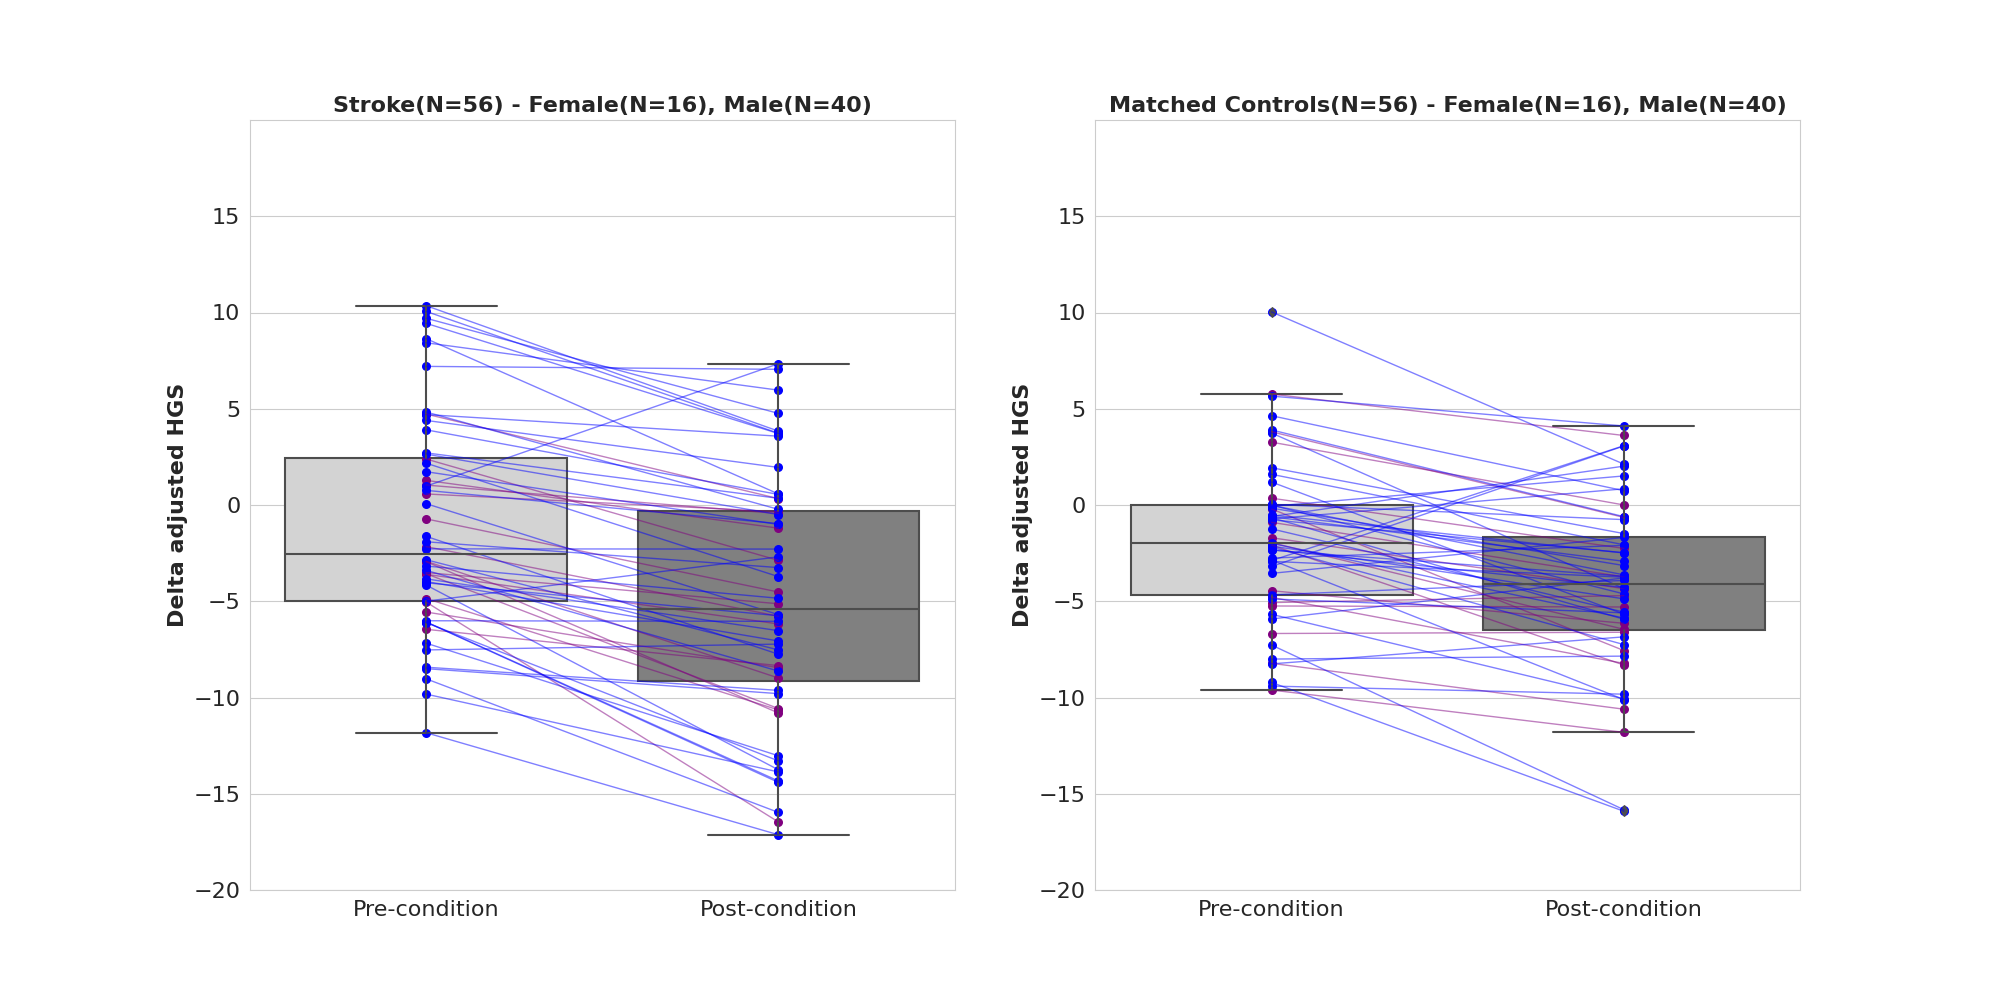 Stroke(N=56) - Female(N=16), Male(N=40)
Delta adjusted HGS
15
10
5
0
−5
−10
−15
−20
Pre-condition
Post-condition
Matched Controls(N=56) - Female(N=16), Male(N=40)
Delta adjusted HGS
15
10
5
0
−5
−10
−15
−20
Pre-condition
Post-condition